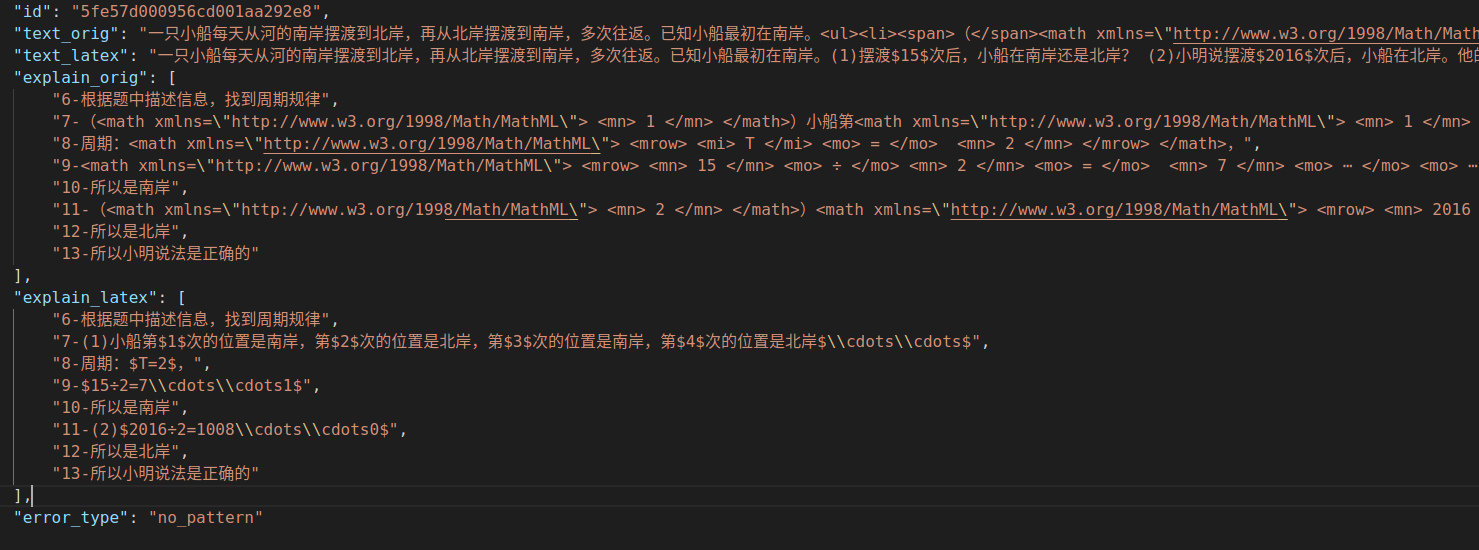 "id": "5fe57d000956cd001aa292e8",
"text_orig": "一只小船每天从河的南岸摆渡到北岸，再从北岸摆渡到南岸，多次往返。已知小船最初在南岸。<ul><li><span>（</span><math xmlns=\"http://www.w3.org/1998/Math/Math
"text_latex": "一只小船每天从河的南岸摆渡到北岸，再从北岸摆渡到南岸，多次往返。已知小船最初在南岸。(1)摆渡$15$次后，小船在南岸还是北岸？ (2)小明说摆渡$2016$次后，小船在北岸。他的
"explain_orig": [
"6-根据题中描述信息，找到周期规律",
"7-（<math xmlns=\"http://www.w3.org/1998/Math/MathML\"> <mn> 1 </mn> </math>）小船第<math xmlns=\"http://www.w3.org/1998/Math/MathML\"> <mn> 1 </mn>
"8-周期：<math xmlns=\"http://www.w3.org/1998/Math/MathML\"> <mrow> <mi> T </mi> <mo> = </mo>  <mn> 2 </mn> </mrow> </math>，",
"9-<math xmlns=\"http://www.w3.org/1998/Math/MathML\"> <mrow> <mn> 15 </mn> <mo> ÷ </mo> <mn> 2 </mn> <mo> = </mo>  <mn> 7 </mn> <mo> ⋯ </mo> <mo> ⋯
"10-所以是南岸",
"11-（<math xmlns=\"http://www.w3.org/1998/Math/MathML\"> <mn> 2 </mn> </math>）<math xmlns=\"http://www.w3.org/1998/Math/MathML\"> <mrow> <mn> 2016
"12-所以是北岸",
"13-所以小明说法是正确的"
],
"explain_latex": [
"6-根据题中描述信息，找到周期规律",
"7-(1)小船第$1$次的位置是南岸，第$2$次的位置是北岸，第$3$次的位置是南岸，第$4$次的位置是北岸$\\cdots\\cdots$",
"8-周期：$T=2$，",
"9-$15÷2=7\\cdots\\cdots1$",
"10-所以是南岸",
"11-(2)$2016÷2=1008\\cdots\\cdots0$",
"12-所以是北岸",
"13-所以小明说法是正确的"
],
"error_type": "no_pattern"